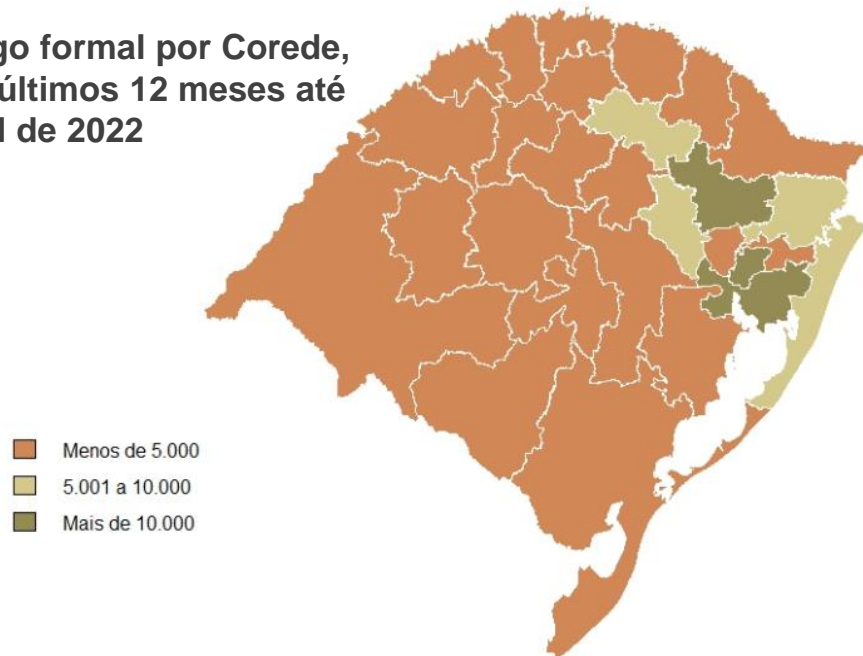 go formal por Corede,
últimos 12 meses até
l de 2022
Menos de 5.000
5.001 a 10.000
Mais de 10.000